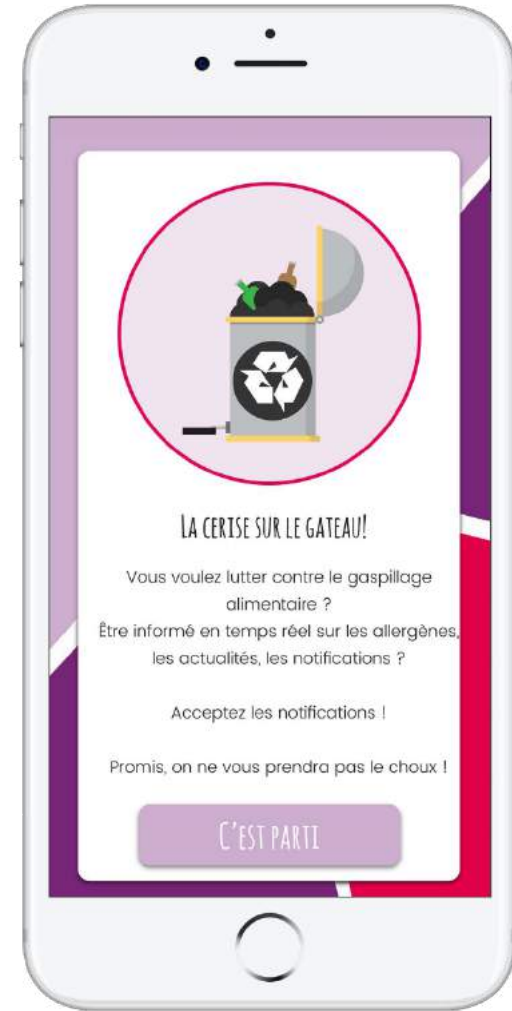 LA CERISE SUR LE GATEAU!
Vous voulez lutter contre le gaspillage
alimentaire ?
Être informé en temps réel sur les allergènes,
les actualités, les notifications ?
Acceptez les notifications !
Promis, on ne vous prendra pas le choux !
C'EST PARTI